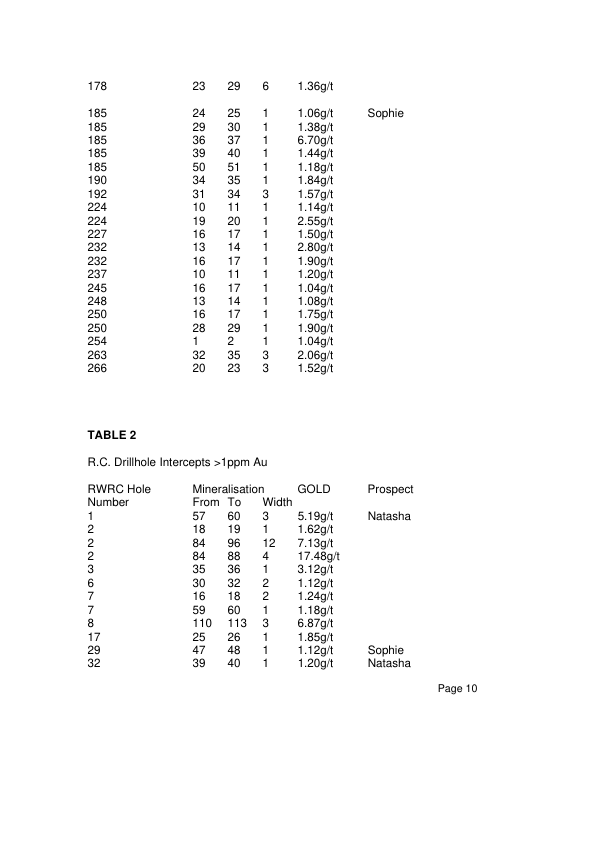 178 23 29 6 1.36g/t
185 24 25 1 1.06g/t Sophie
185 29 30 1 1.38g/t
185 36 37 1 6.70g/t
185 39 40 1 1.44g/t
185 50 51 1 1.18g/t
190 34 35 1 1.84g/t
192 31 34 3 1.57g/t
224 10 11 1 1.14g/t
224 19 20 1 2.55g/t
227 16 17 1 1.50g/t
232 13 14 1 2.80g/t
232 16 17 1 1.90g/t
237 10 11 1 1.20g/t
245 16 17 1 1.04g/t
248 13 14 1 1.08g/t
250 16 17 1 1.75g/t
250 28 29 1 1.90g/t
254 1 2 1 1.04g/t
263 32 35 3 2.06g/t
266 20 23 3 1.52g/t
TABLE 2
R.C. Drillhole Intercepts >1ppm Au
RWRC Hole Mineralisation GOLD Prospect
Number From To Width
1 57 60 3 5.19g/t Natasha
2 18 19 1 1.62g/t
2 84 96 12 7.13g/t
2 84 88 4 17.48g/t
3 35 36 1 3.12g/t
6 30 32 2 1.12g/t
7 16 18 2 1.24g/t
7 59 60 1 1.18g/t
8 110 113 3 6.87g/t
17 25 26 1 1.85g/t
29 47 48 1 1.12g/t Sophie
32 39 40 1 1.20g/t Natasha
Page 10